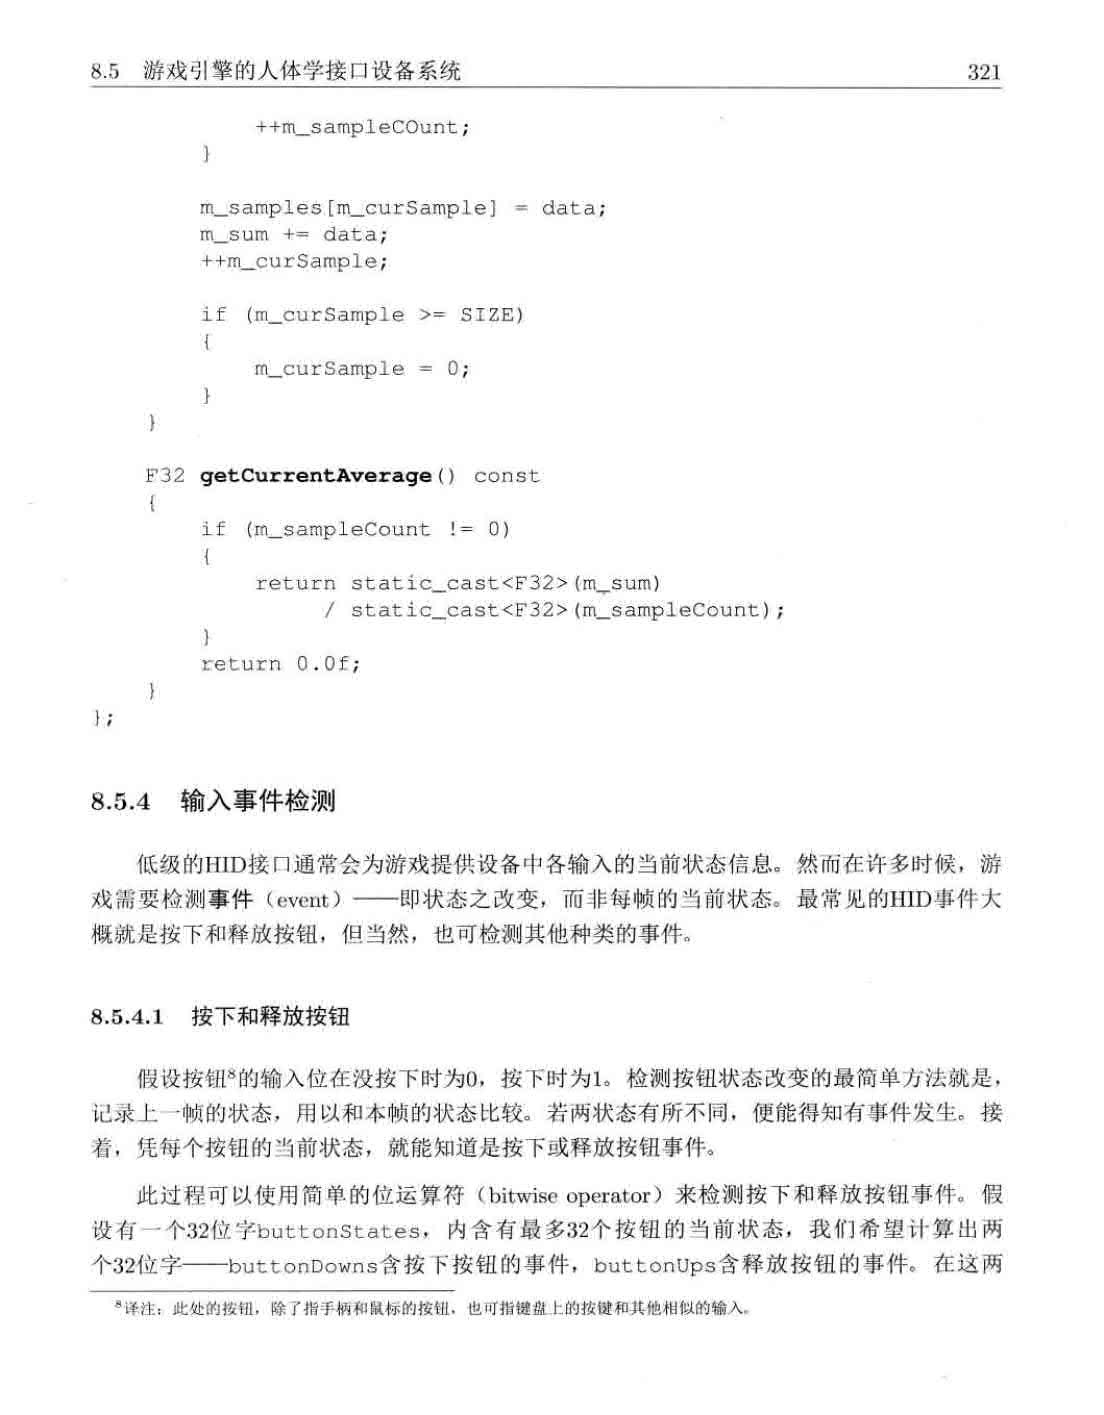 8.5 游戏引擎的人体学接口设备系统 321
++m_sampleCOunt;
}
m_samples[m_curSample] = data;
m_sum += data;
++m_curSample;
if (m_curSample >= SIZE)
{
m_curSample = 0;
}
}
F32 getCurrentAverage() const
{
if (m_sampleCount != 0)
{
return static_cast<F32>(m_sum)
/ static_cast<F32>(m_sampleCount);
}
return 0.0f;
}
};
8.5.4 输入事件检测
低级的HID接口通常会为游戏提供设备中各输入的当前状态信息。然而在许多时候，游
戏需要检测事件（event）——即状态之改变，而非每帧的当前状态。最常见的HID事件大
概就是按下和释放按钮，但当然，也可检测其他种类的事件。
8.5.4.1 按下和释放按钮
假设按钮⁸的输入位在没按下时为0，按下时为1。检测按钮状态改变的最简单方法就是，
记录上一帧的状态，用以和本帧的状态比较。若两状态有所不同，便能得知有事件发生。接
着，凭每个按钮的当前状态，就能知道是按下或释放按钮事件。
此过程可以使用简单的位运算符（bitwise operator）来检测按下和释放按钮事件。假
设有一个32位字buttonStates，内含有最多32个按钮的当前状态，我们希望计算出两
个32位字——buttonDowns含按下按钮的事件，buttonUps含释放按钮的事件。在这两
⁸译注：此处的按钮，除了指手柄和鼠标的按钮，也可指键盘上的按键和其他相似的输入。